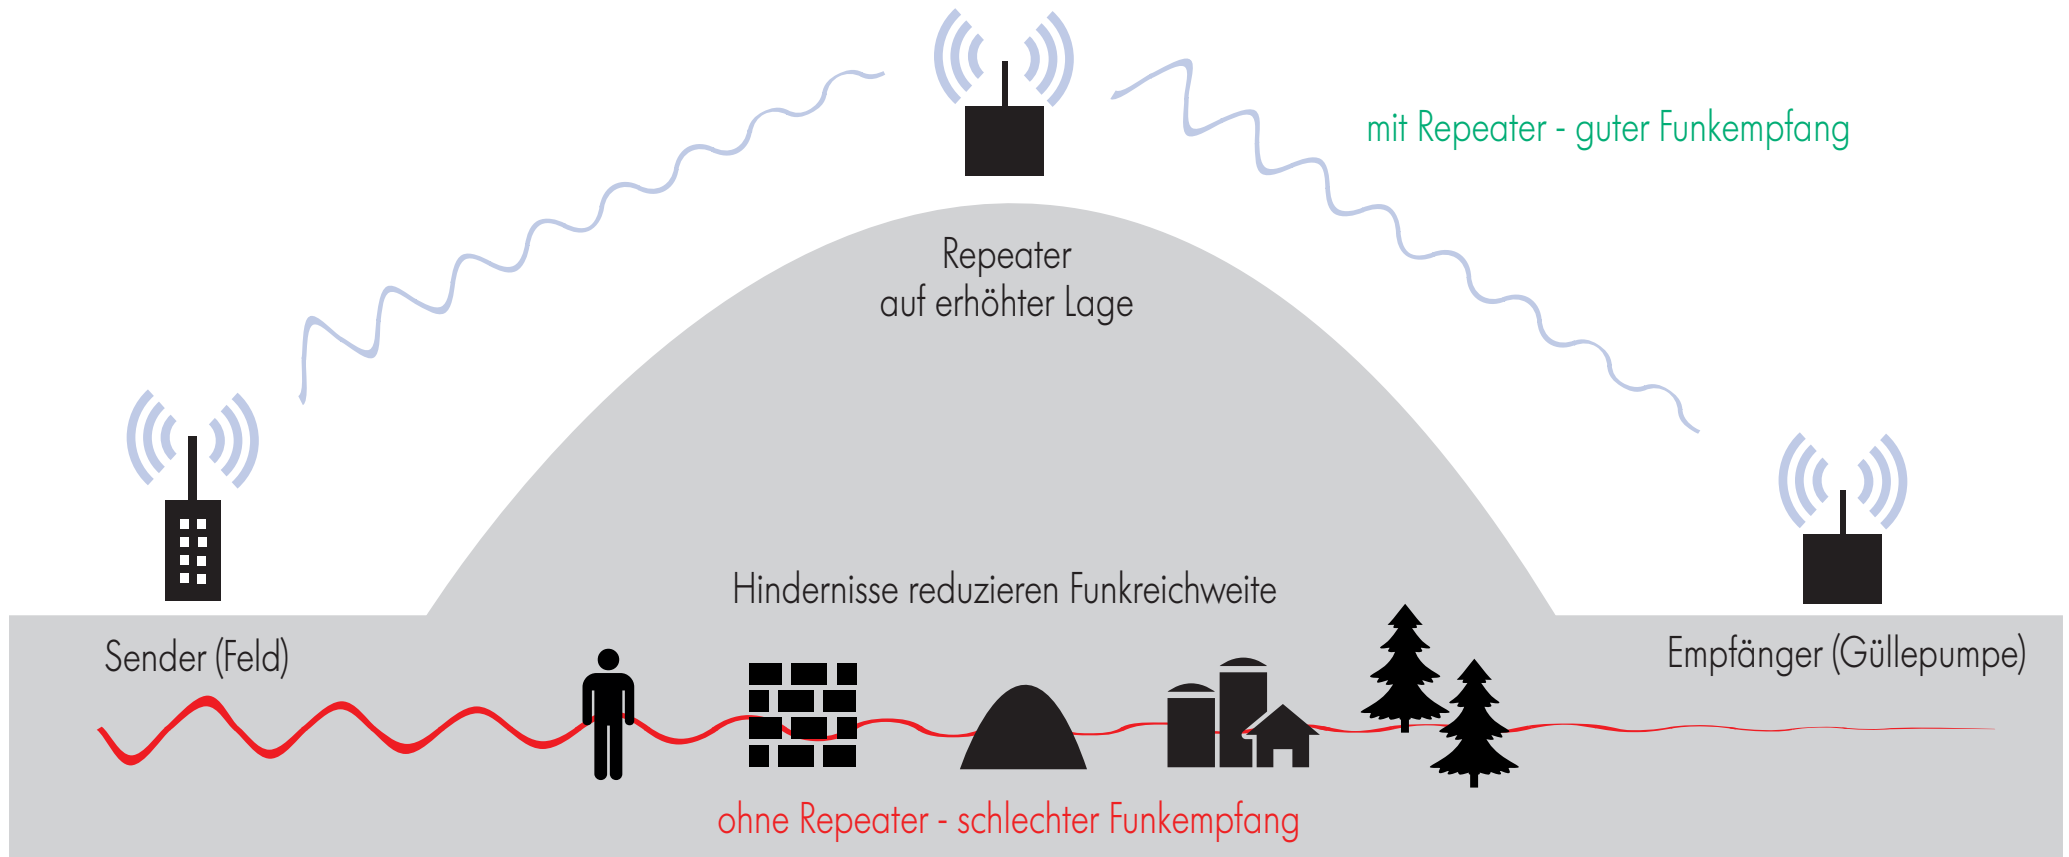 mit Repeater - guter Funkempfang
Repeater
auf erhöhter Lage
Hindernisse reduzieren Funkreichweite
Sender (Feld)
Empfänger (Güllepumpe)
ohne Repeater - schlechter Funkempfang